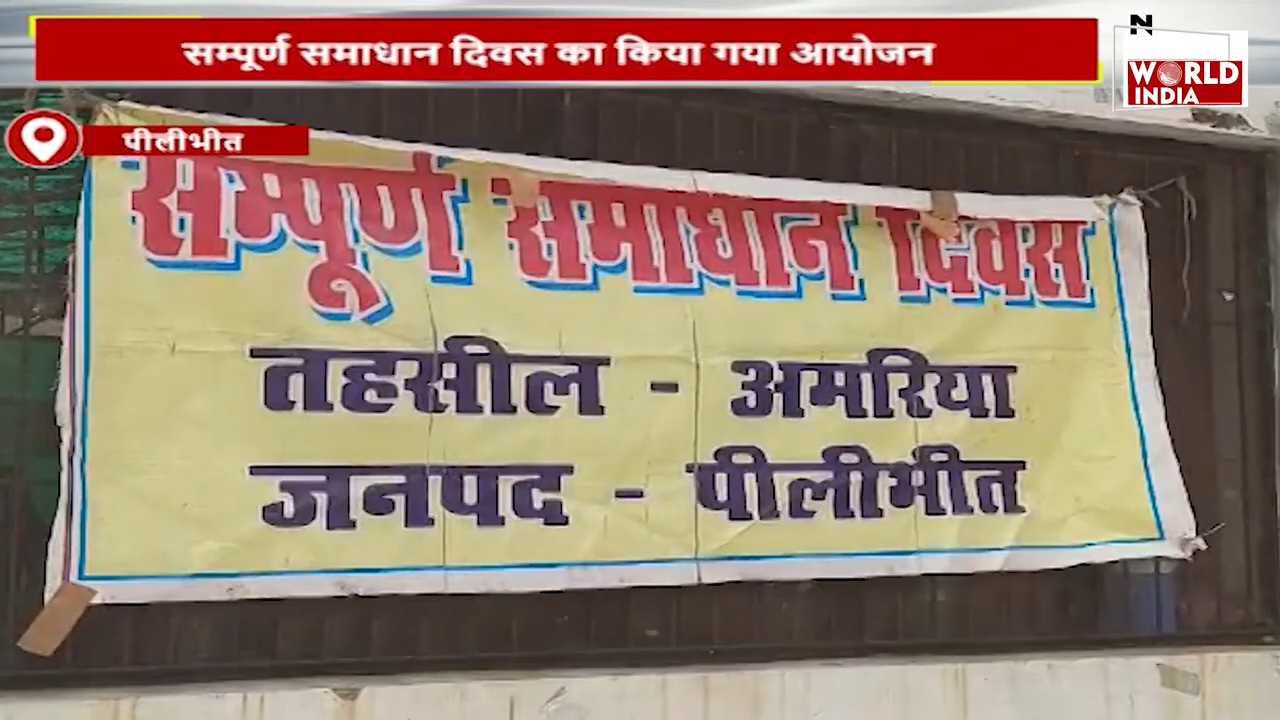 सम्पूर्ण समाधान दिवस का किया गया आयोजन
N
WORLD
INDIA
पीलीभीत
सम्पूर्ण समाधान दिवस
तहसील - अमरिया
जनपद - पीलीभीत